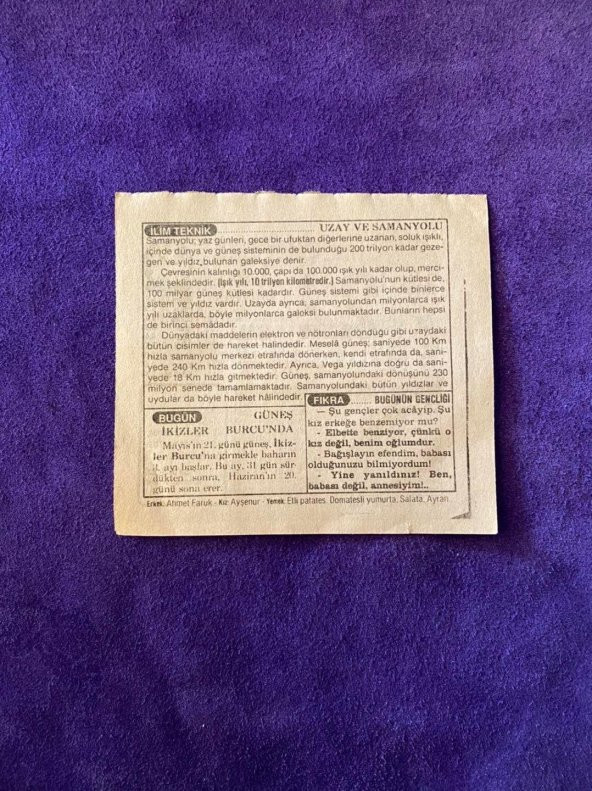 İLİM TEKNİK UZAY VE SAMANYOLU
Samanyolu; yaz günleri, gece bir ufuktan diğerlerine uzanan, soluk ışıklı,
içinde dünya ve güneş sisteminin de bulunduğu 200 trilyon kadar geze-
gen ve yıldız bulunan galeksiye denir.
Çevresinin kalınlığı 10.000, çapı da 100.000 ışık yılı kadar olup, merci-
mek şeklindedir. (Işık yılı, 10 trilyon kilometredir.) Samanyolu'nun kütlesi de,
100 milyar güneş kütlesi kadardır. Güneş sistemi gibi içinde binlerce
sistem ve yıldız vardır. Uzayda ayrıca, samanyolundan milyonlarca ışık
yılı uzaklarda, böyle milyonlarca galeksi bulunmaktadır. Bunların hepsi
de birinci semâdadır.
Dünyadaki maddelerin elektron ve nötronları döndüğü gibi uzaydaki
bütün cisimler de hareket halindedir. Meselâ güneş; saniyede 100 Km
hızla samanyolu merkezi etrafında dönerken, kendi etrafında da, sani-
yede 240 Km hızla dönmektedir. Ayrıca, Vega yıldızına doğru da sani-
yede 18 Km hızla gitmektedir. Güneş, samanyolundaki dönüşünü 230
milyon senede tamamlamaktadır. Samanyolundaki bütün yıldızlar ve
uydular da böyle hareket hâlindedir.
BUGÜN GÜNEŞ
İKİZLER BURCU'NDA
Mayıs'ın 21. günü güneş, İkiz-
ler Burcu'na girmekle baharın
3. ayı başlar. Bu ay, 31 gün sür
dükten sonra, Haziran'ın 20.
günü sona erer.
FIKRA BUGÜNÜN GENÇLİĞİ
— Şu gençler çok acâyip. Şu
kız erkeğe benzemiyor mu?
- Elbette benziyor, çünkü o
kız değil, benim oğlumdur.
- Bağışlayın efendim, babası
olduğunuzu bilmiyordum!
- Yine yanıldınız! Ben,
babası değil, annesiyim!..
Erkek: Ahmet Faruk - Kız: Ayşenur - Yemek: Etli patates, Domatesli yumurta, Salata, Ayran.